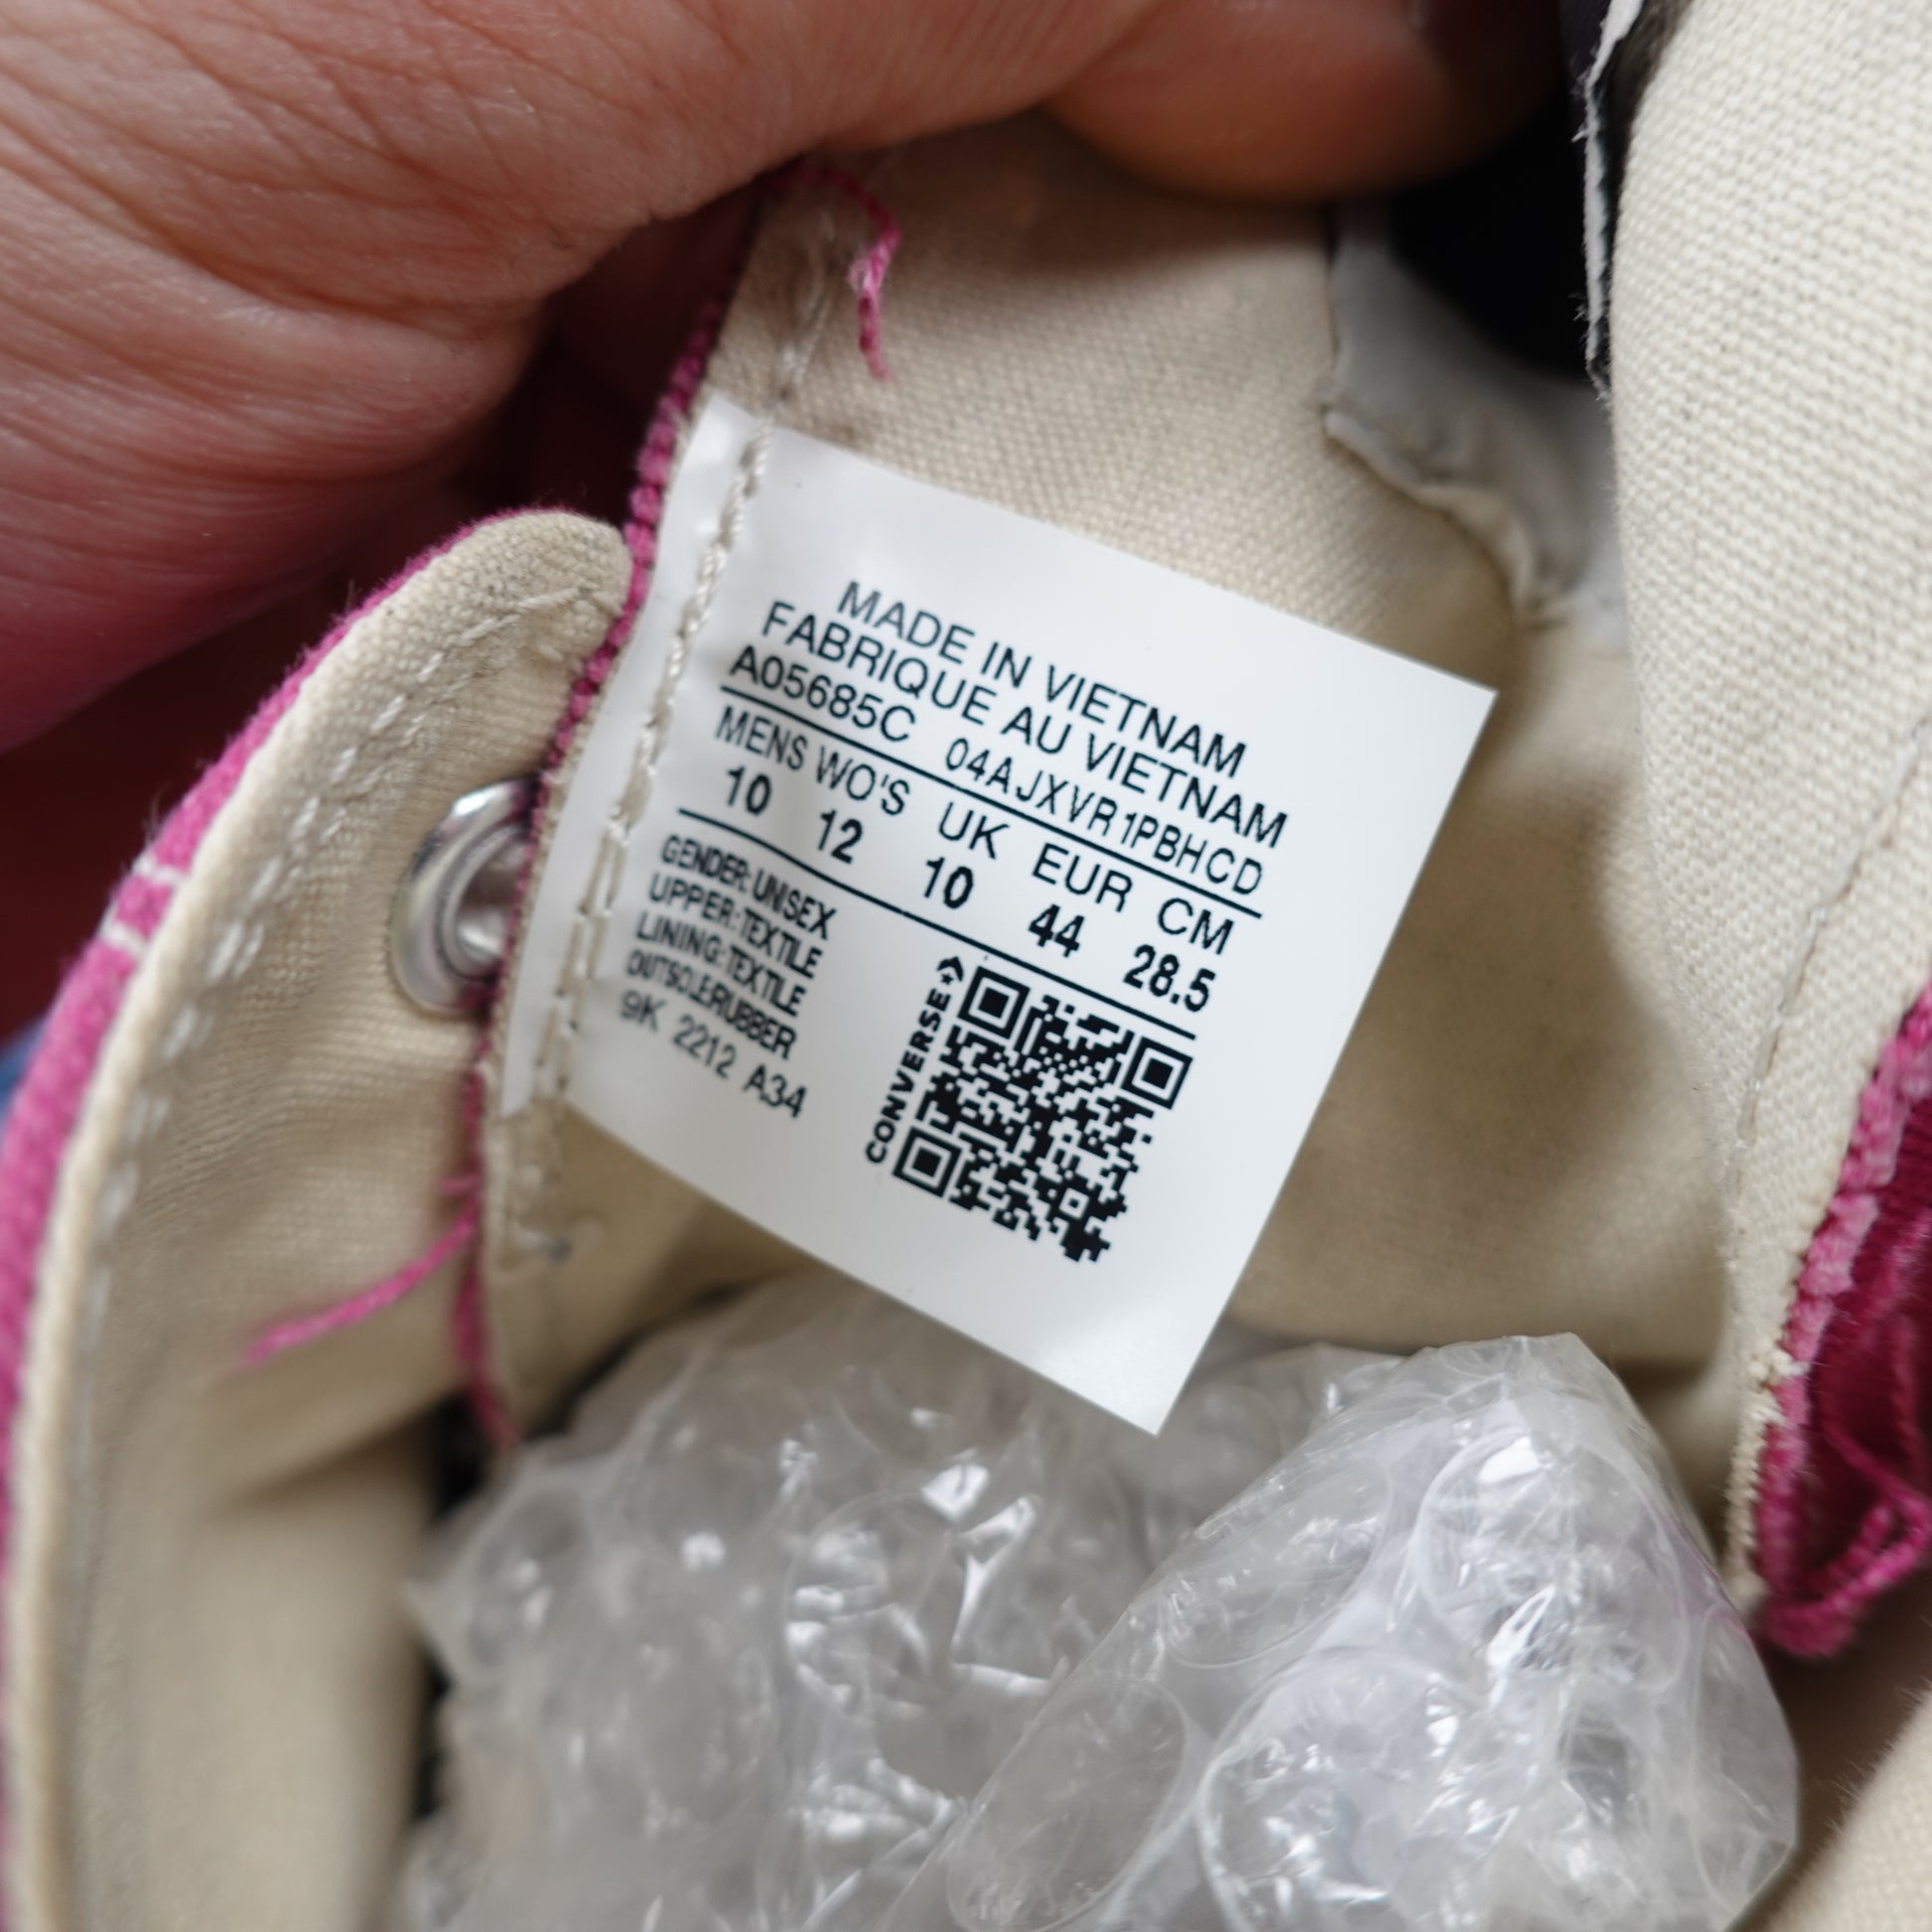 MADE IN VIETNAM
FABRIQUE AU VIETNAM
A05685C 04AJXVR1PBHCD
MENS WO'S UK EUR CM
10 12 10 44 28.5
GENDER: UNISEX
UPPER: TEXTILE
LINING: TEXTILE
OUTSOLE:RUBBER
9K 2212 A34
CONVERSE